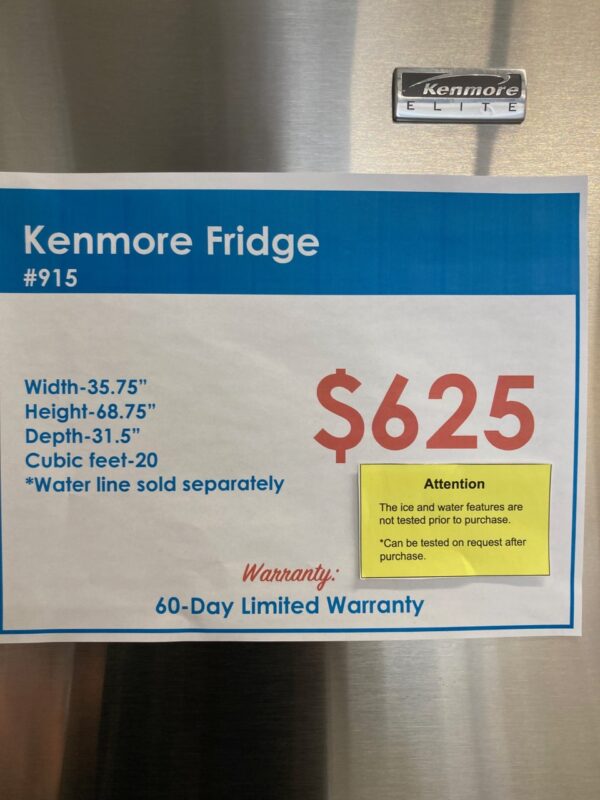 Kenmore
ELITE
Kenmore Fridge
#915
Width-35.75”
Height-68.75”
Depth-31.5”
Cubic feet-20
*Water line sold separately
$625
Attention
The ice and water features are
not tested prior to purchase.
*Can be tested on request after
purchase.
Warranty:
60-Day Limited Warranty